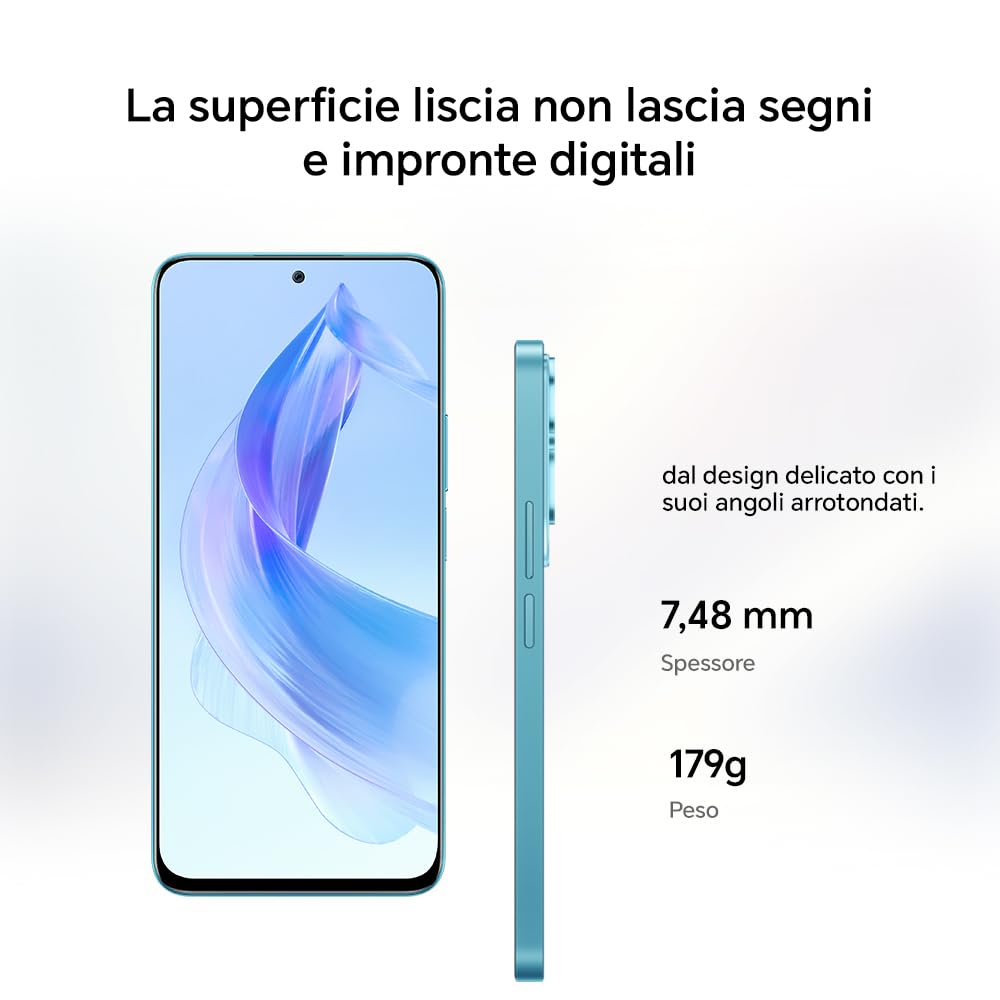 La superficie liscia non lascia segni
e impronte digitali
dal design delicato con i
suoi angoli arrotondati.
7,48 mm
Spessore
179g
Peso